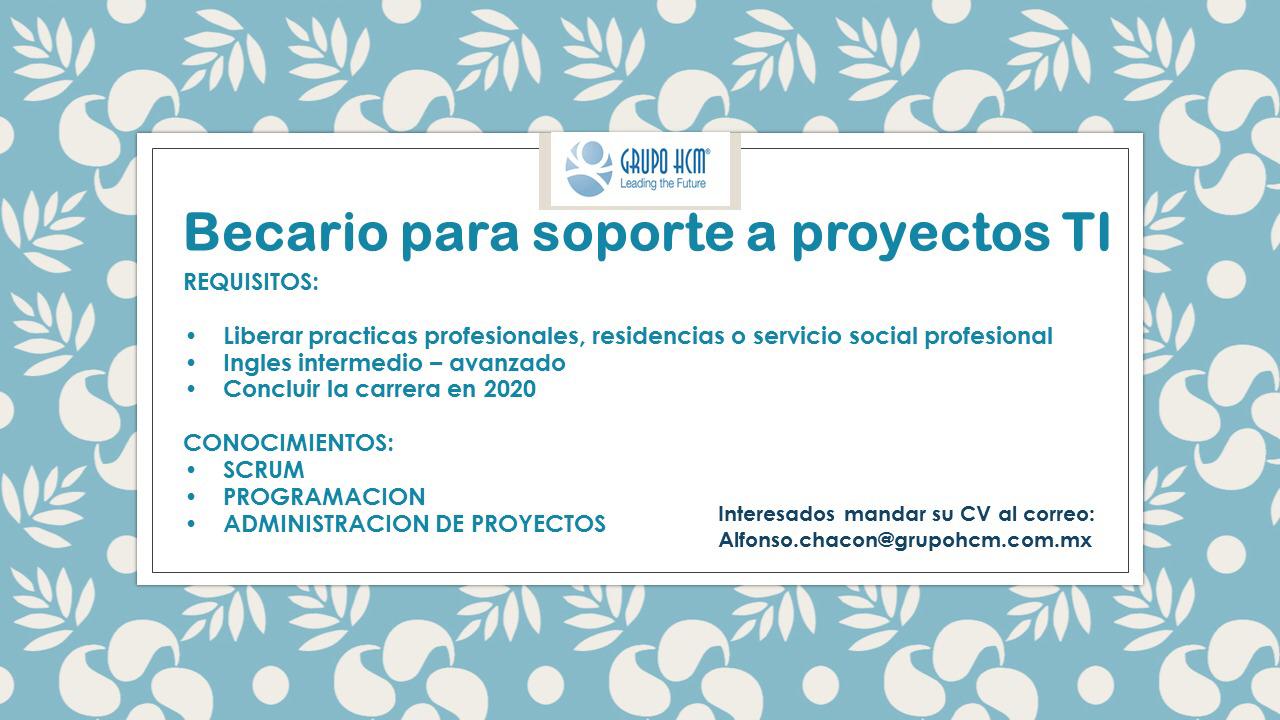 GRUPO HCM®
Leading the Future
Becario para soporte a proyectos TI
REQUISITOS:
• Liberar practicas profesionales, residencias o servicio social profesional
• Ingles intermedio – avanzado
• Concluir la carrera en 2020
CONOCIMIENTOS:
• SCRUM
• PROGRAMACION
• ADMINISTRACION DE PROYECTOS
Interesados mandar su CV al correo:
Alfonso.chacon@grupohcm.com.mx